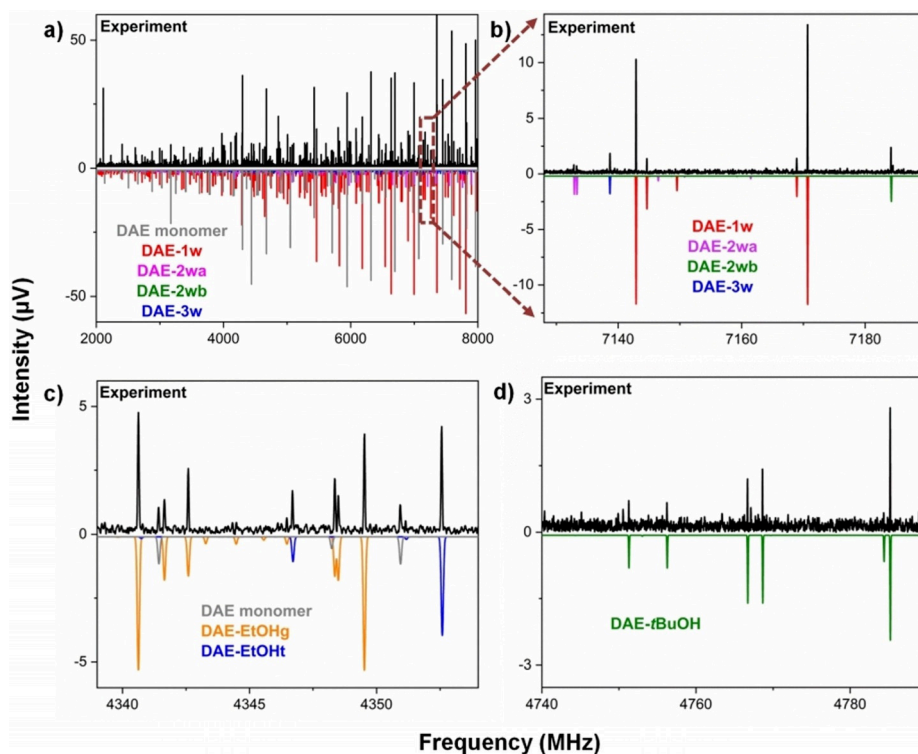 a)
Experiment
50
0
-50
DAE monomer
DAE-1w
DAE-2wa
DAE-2wb
DAE-3w
2000
4000
6000
8000
b)
Experiment
10
5
0
-5
-10
DAE-1w
DAE-2wa
DAE-2wb
DAE-3w
7140
7160
7180
Intensity (µV)
c)
Experiment
5
0
-5
DAE monomer
DAE-EtOHg
DAE-EtOHt
4340
4345
4350
d)
Experiment
3
0
-3
DAE-tBuOH
4740
4760
4780
Frequency (MHz)